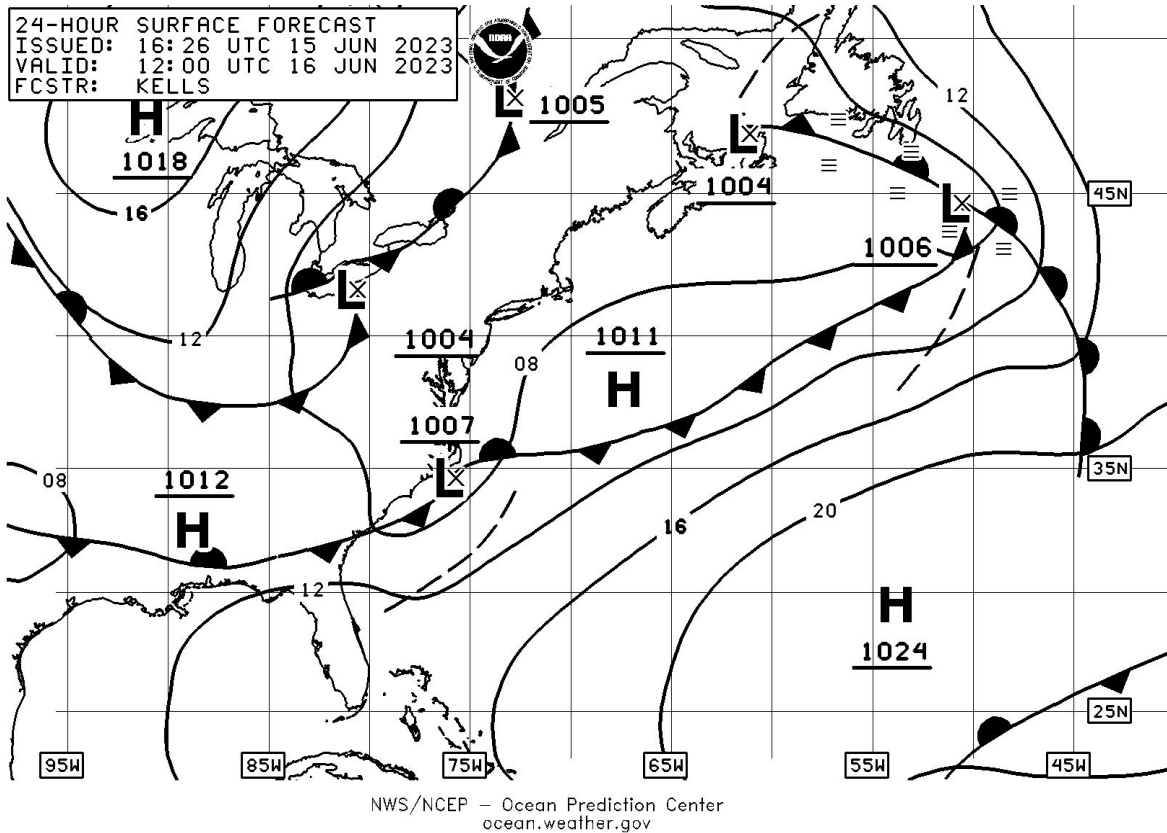 24-HOUR SURFACE FORECAST
ISSUED: 16:26 UTC 15 JUN 2023
VALID: 12:00 UTC 16 JUN 2023
FCSTR: KELLS
NOAA
H
1018
16
12
L
1005
L
1004
12
45N
L
1006
L
1004
12
08
1011
H
1007
L
08
1012
H
35N
16
20
12
H
1024
25N
95W 85W 75W 65W 55W 45W
NWS/NCEP – Ocean Prediction Center
ocean.weather.gov